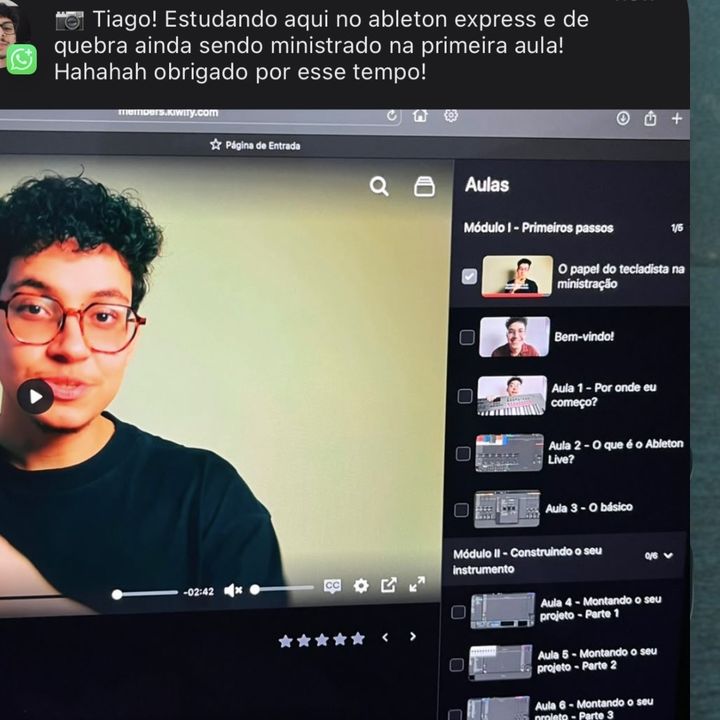 Tiago! Estudando aqui no ableton express e de
quebra ainda sendo ministrado na primeira aula!
Hahahah obrigado por esse tempo!
members.kiwify.com
Página de Entrada
Aulas
Módulo I - Primeiros passos
1/5
O papel do tecladista na
ministração
Bem-vindo!
Aula 1 - Por onde eu
começo?
Aula 2 - O que é o Ableton
Live?
Aula 3 - O básico
Módulo II - Construindo o seu
instrumento
0/6
-02:42
CC
Aula 4 - Montando o seu
projeto - Parte 1
Aula 5 - Montando o seu
projeto - Parte 2
Aula 6 - Montando o seu
projeto - Parte 3